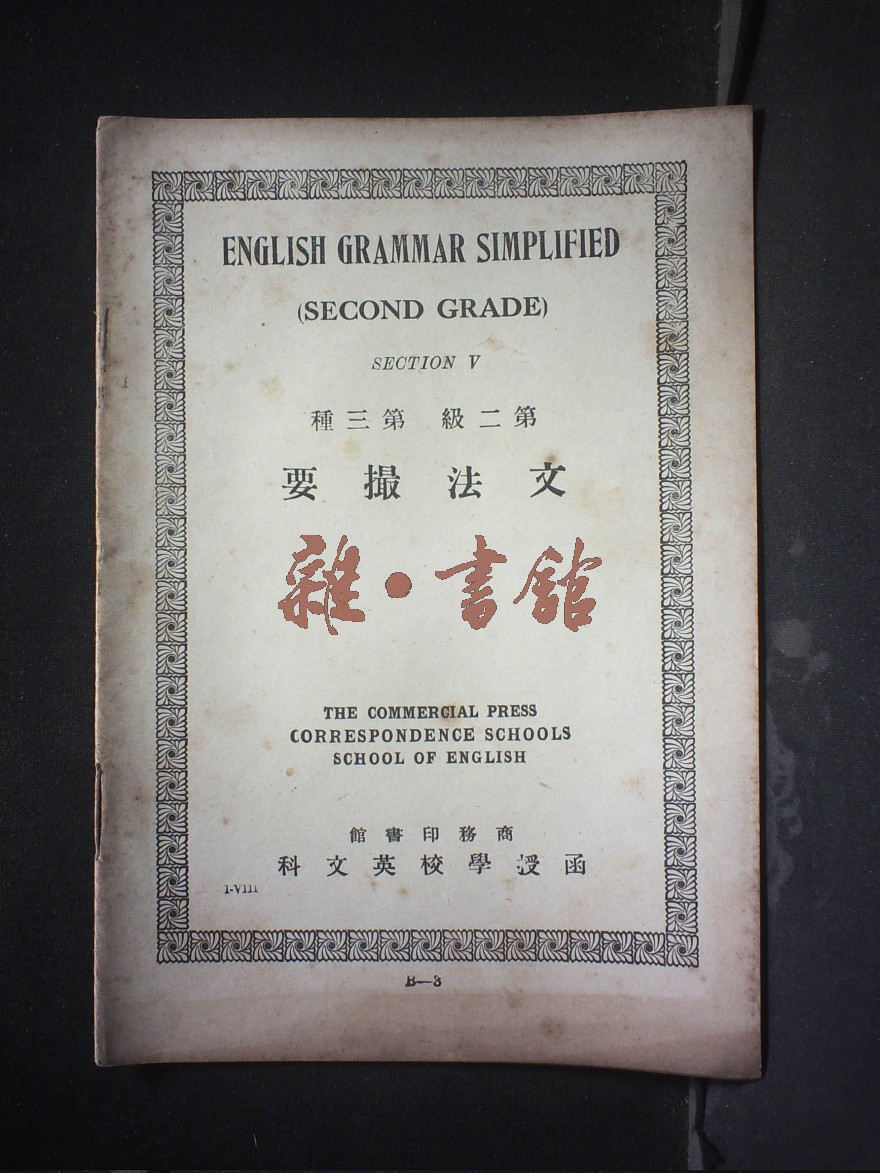 ENGLISH GRAMMAR SIMPLIFIED
(SECOND GRADE)
SECTION V
第二級 第三種
文法撮要
雜・書館
THE COMMERCIAL PRESS
CORRESPONDENCE SCHOOLS
SCHOOL OF ENGLISH
商務印書館
函授學校英文科
I-VIII
B—3